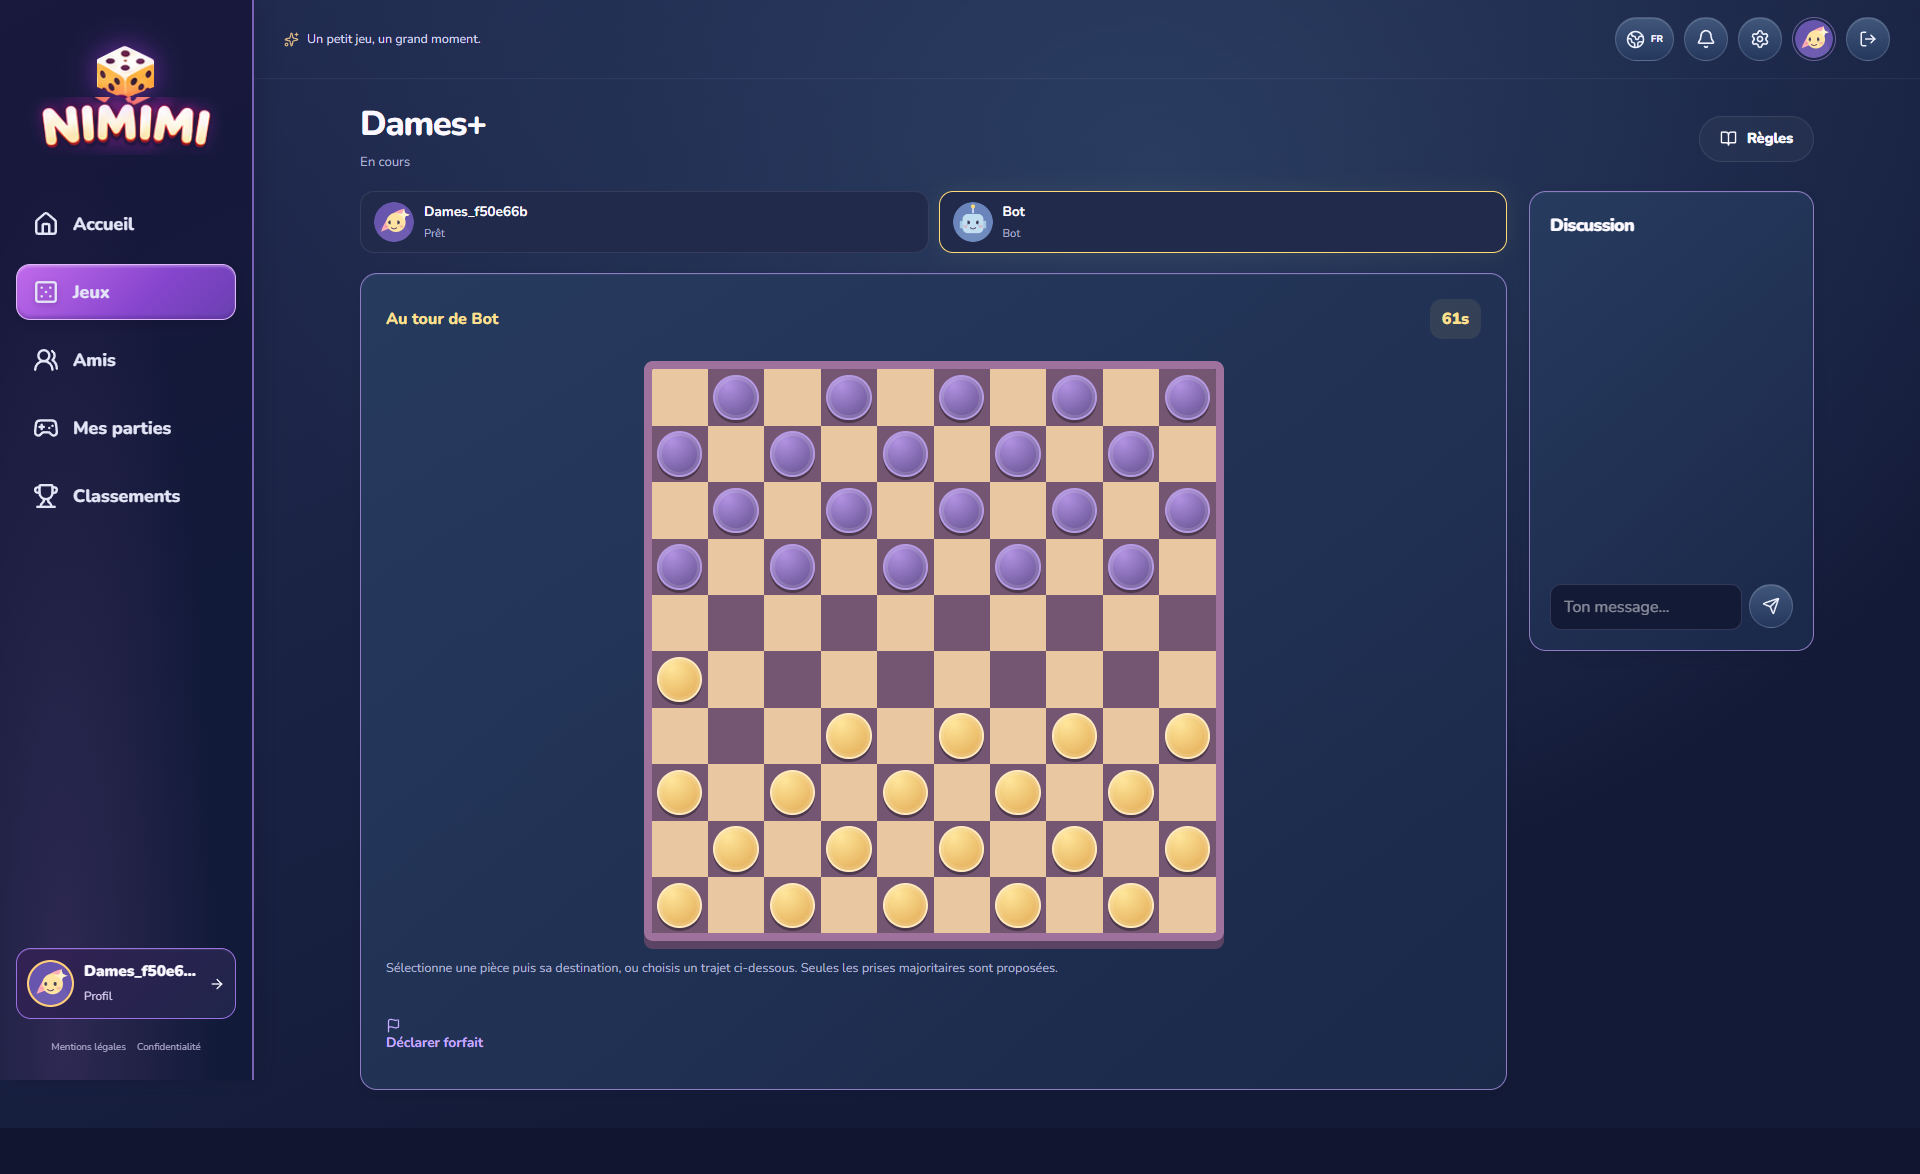 NIMIMI
Accueil
Jeux
Amis
Mes parties
Classements
Dames_f50e6...
Profil
Mentions légales Confidentialité
Un petit jeu, un grand moment.
FR
Dames+
En cours
Règles
Dames_f50e66b
Prêt
Bot
Bot
Au tour de Bot
61s
Sélectionne une pièce puis sa destination, ou choisis un trajet ci-dessous. Seules les prises majoritaires sont proposées.
Déclarer forfait
Discussion
Ton message...